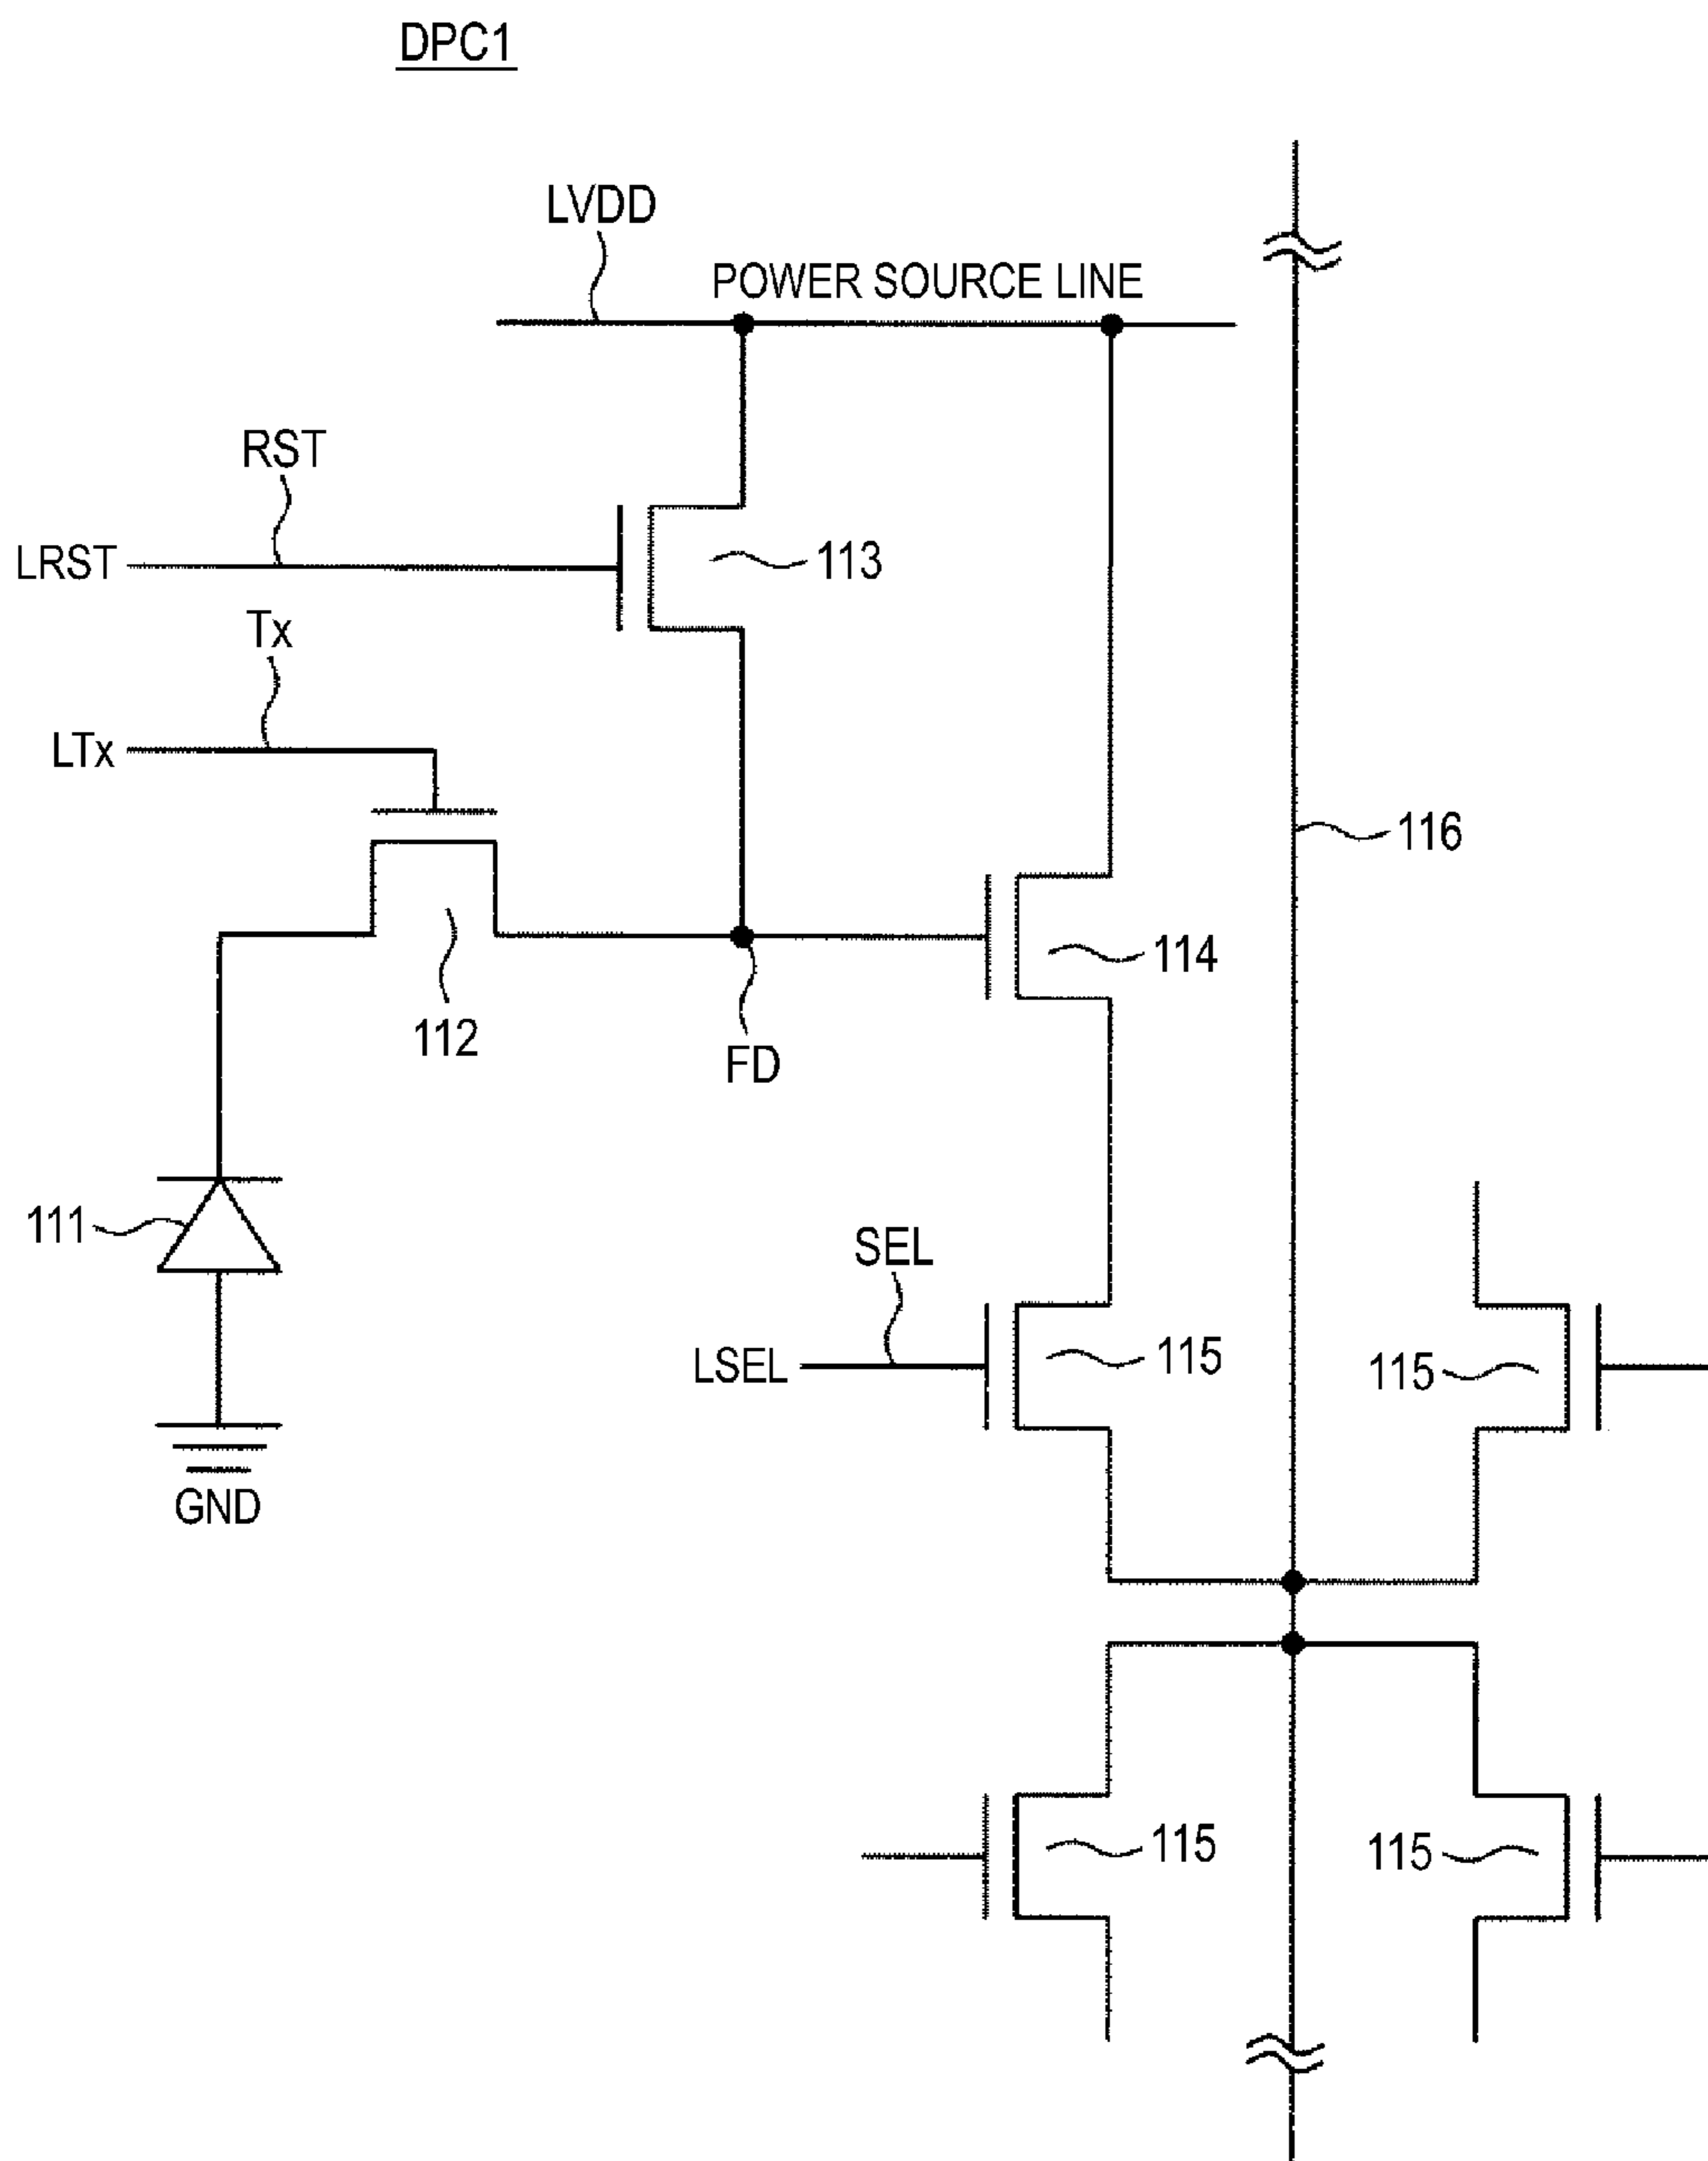 DPC1
LVDD
POWER SOURCE LINE
RST
LRST
113
Tx
LTx
116
114
112
FD
111
SEL
LSEL
115
115
GND
115
115